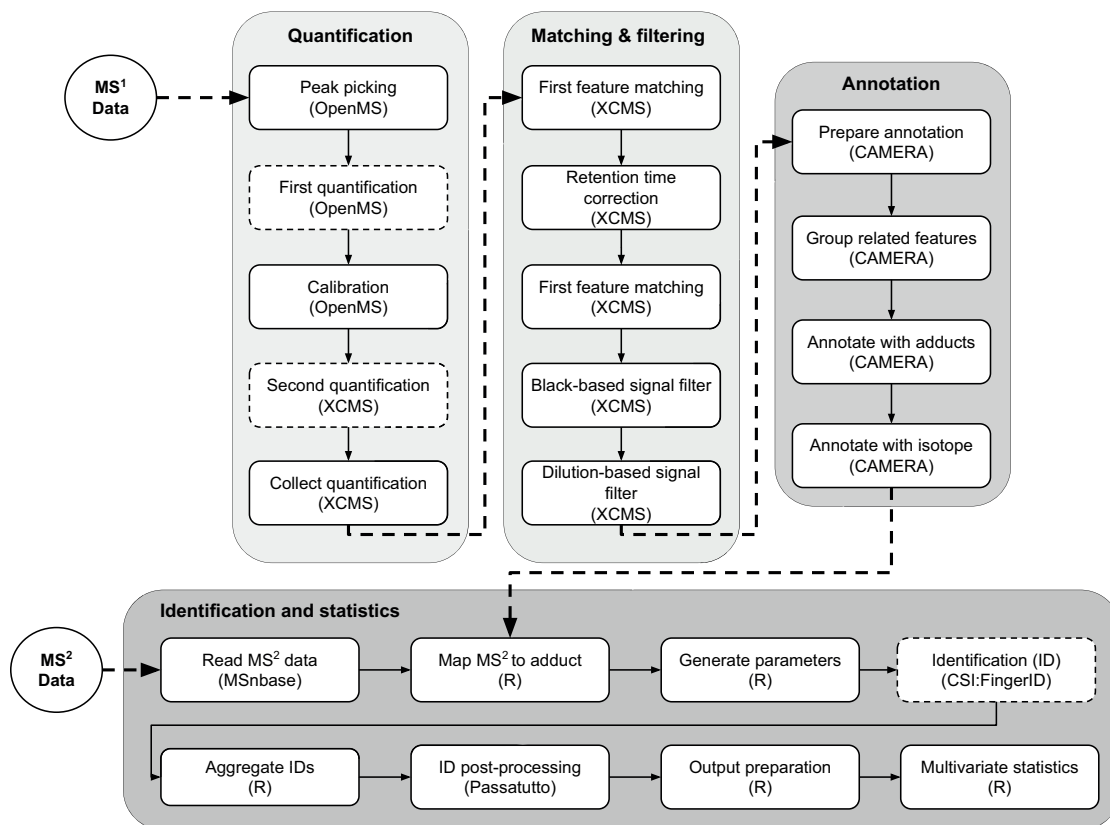 MS¹
Data
Quantification
Peak picking
(OpenMS)
First quantification
(OpenMS)
Calibration
(OpenMS)
Second quantification
(XCMS)
Collect quantification
(XCMS)
Matching & filtering
First feature matching
(XCMS)
Retention time
correction
(XCMS)
First feature matching
(XCMS)
Black-based signal filter
(XCMS)
Dilution-based signal
filter
(XCMS)
Annotation
Prepare annotation
(CAMERA)
Group related features
(CAMERA)
Annotate with adducts
(CAMERA)
Annotate with isotope
(CAMERA)
MS²
Data
Identification and statistics
Read MS² data
(MSnbase)
Map MS² to adduct
(R)
Generate parameters
(R)
Identification (ID)
(CSI:FingerID)
Aggregate IDs
(R)
ID post-processing
(Passatutto)
Output preparation
(R)
Multivariate statistics
(R)